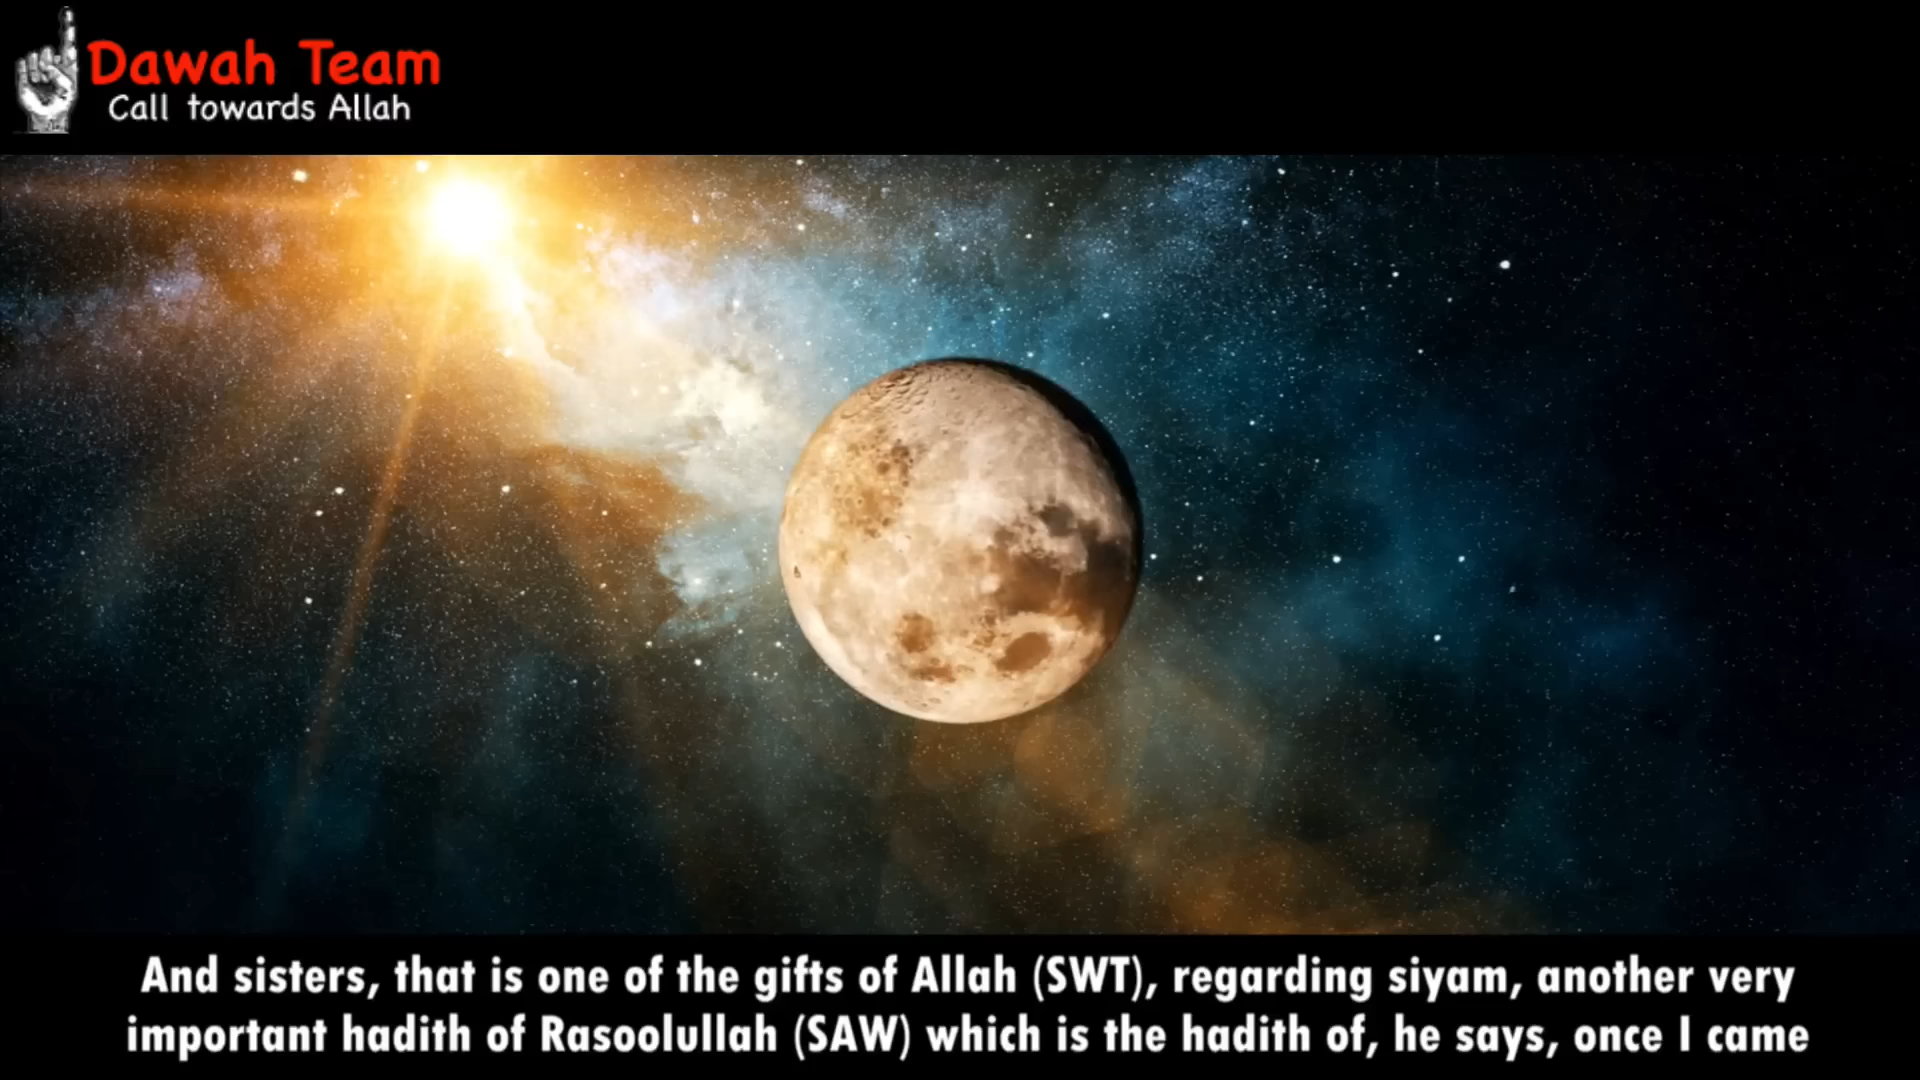 Dawah Team
Call towards Allah
And sisters, that is one of the gifts of Allah (SWT), regarding siyam, another very
important hadith of Rasoolullah (SAW) which is the hadith of, he says, once I came